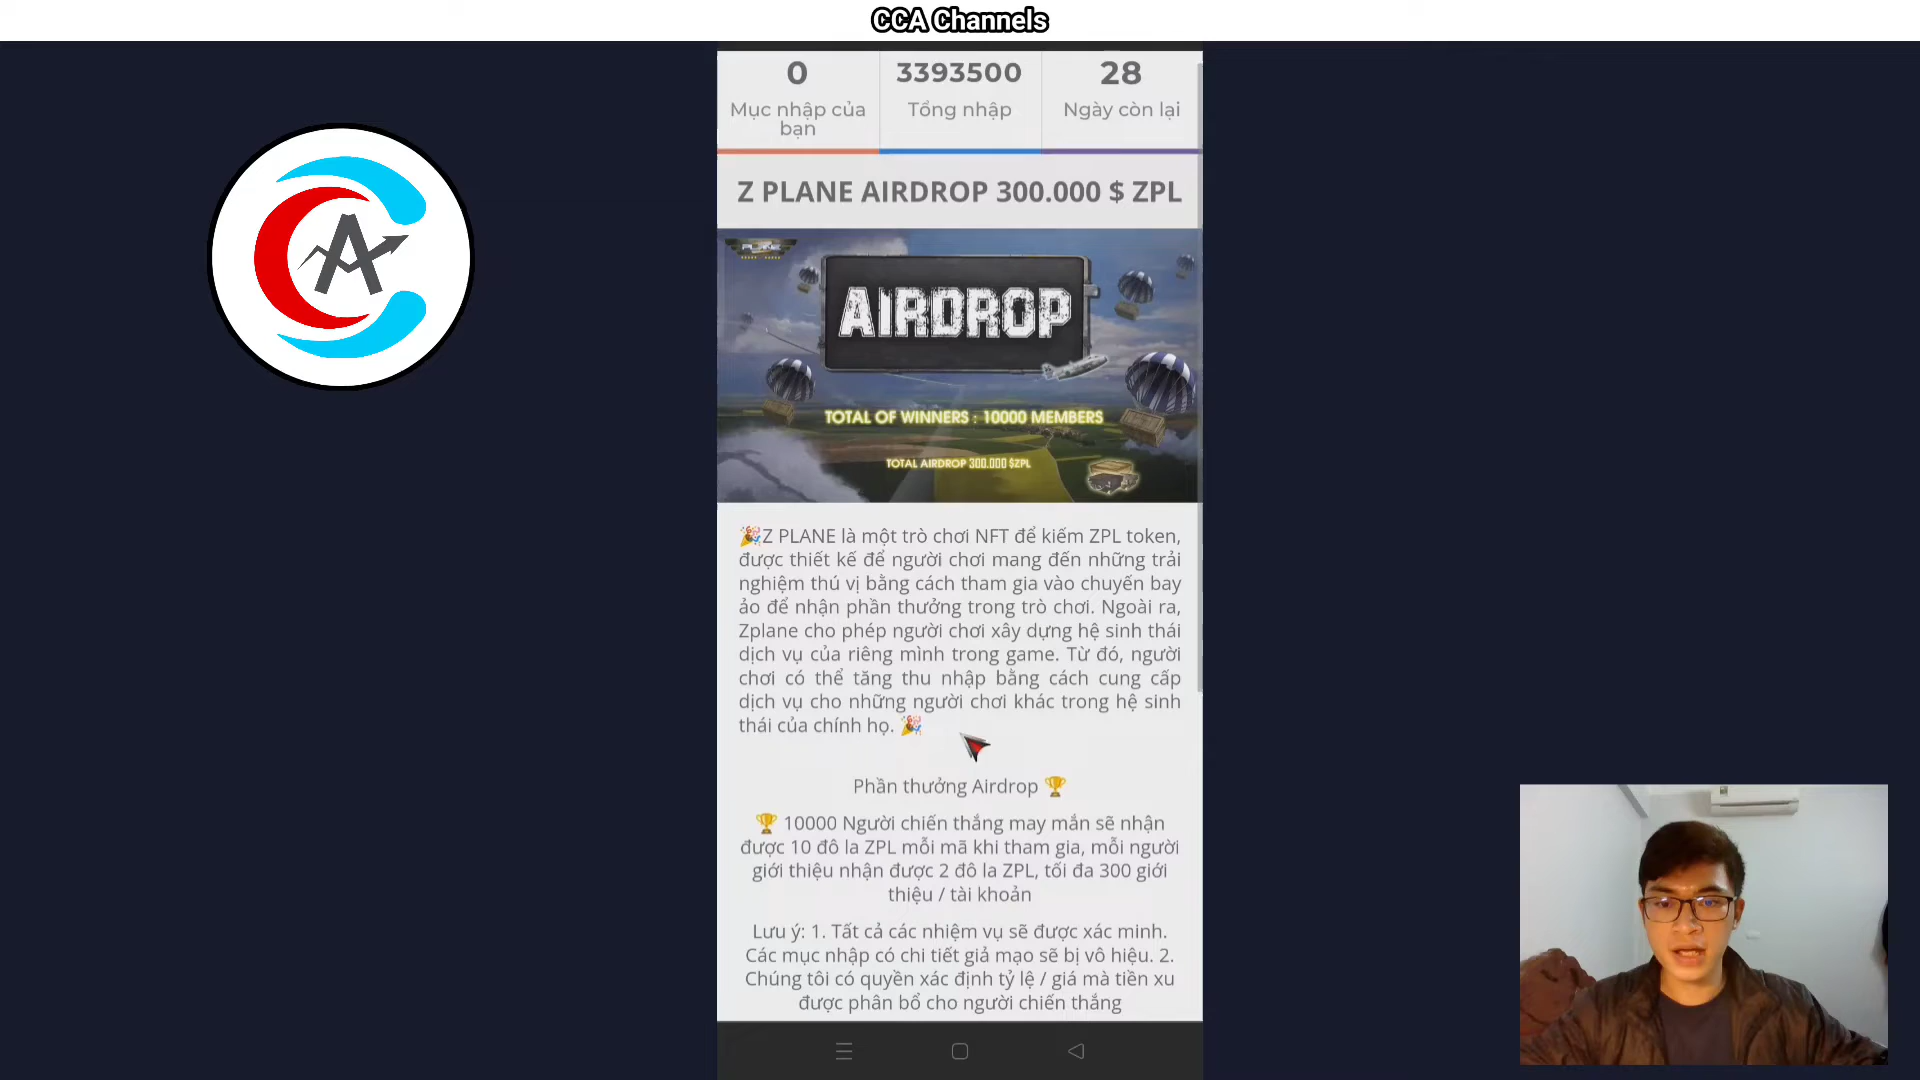 CCA Channels
0
3393500
28
Mục nhập của
bạn
Tổng nhập
Ngày còn lại
Z PLANE AIRDROP 300.000 $ ZPL
AIRDROP
TOTAL OF WINNERS : 10000 MEMBERS
TOTAL AIRDROP 300.000 $ZPL
🎉Z PLANE là một trò chơi NFT để kiếm ZPL token,
được thiết kế để người chơi mang đến những trải
nghiệm thú vị bằng cách tham gia vào chuyến bay
ảo để nhận phần thưởng trong trò chơi. Ngoài ra,
Zplane cho phép người chơi xây dựng hệ sinh thái
dịch vụ của riêng mình trong game. Từ đó, người
chơi có thể tăng thu nhập bằng cách cung cấp
dịch vụ cho những người chơi khác trong hệ sinh
thái của chính họ. 🎉
Phần thưởng Airdrop 🏆
🏆 10000 Người chiến thắng may mắn sẽ nhận
được 10 đô la ZPL mỗi mã khi tham gia, mỗi người
giới thiệu nhận được 2 đô la ZPL, tối đa 300 giới
thiệu / tài khoản
Lưu ý: 1. Tất cả các nhiệm vụ sẽ được xác minh.
Các mục nhập có chi tiết giả mạo sẽ bị vô hiệu. 2.
Chúng tôi có quyền xác định tỷ lệ / giá mà tiền xu
được phân bổ cho người chiến thắng